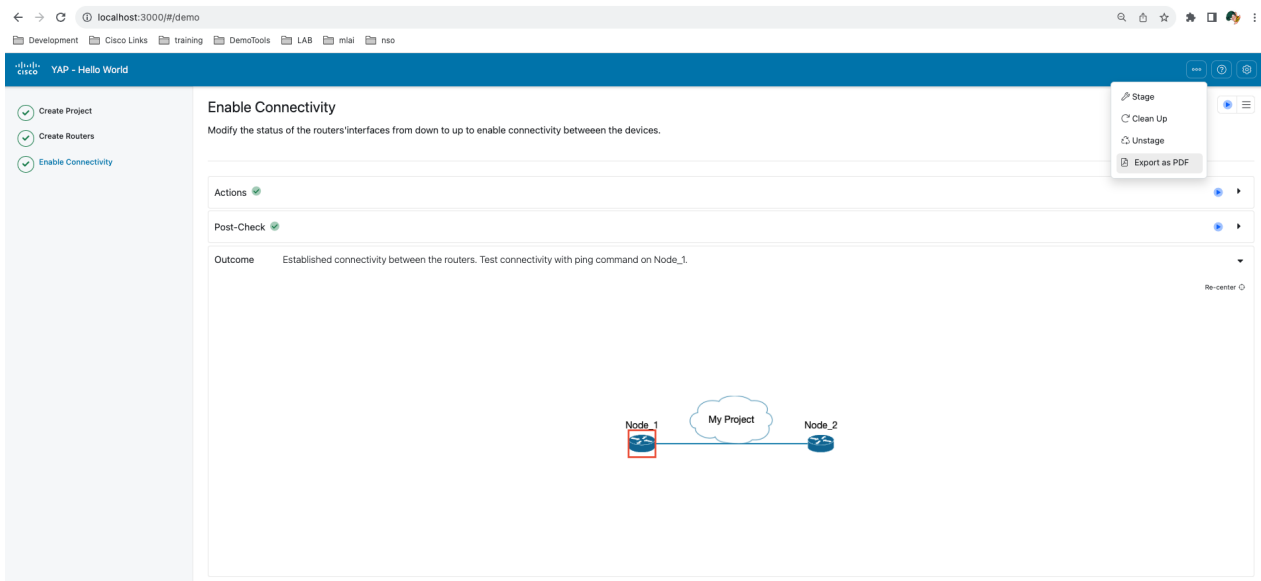 localhost:3000/#/demo
Development Cisco Links training DemoTools LAB mlai nso
cisco YAP - Hello World
Stage
Clean Up
Unstage
Export as PDF
Create Project
Create Routers
Enable Connectivity
Enable Connectivity
Modify the status of the routers'interfaces from down to up to enable connectivity betweeen the devices.
Actions
Post-Check
Outcome Established connectivity between the routers. Test connectivity with ping command on Node_1.
Re-center
My Project
Node_1 Node_2